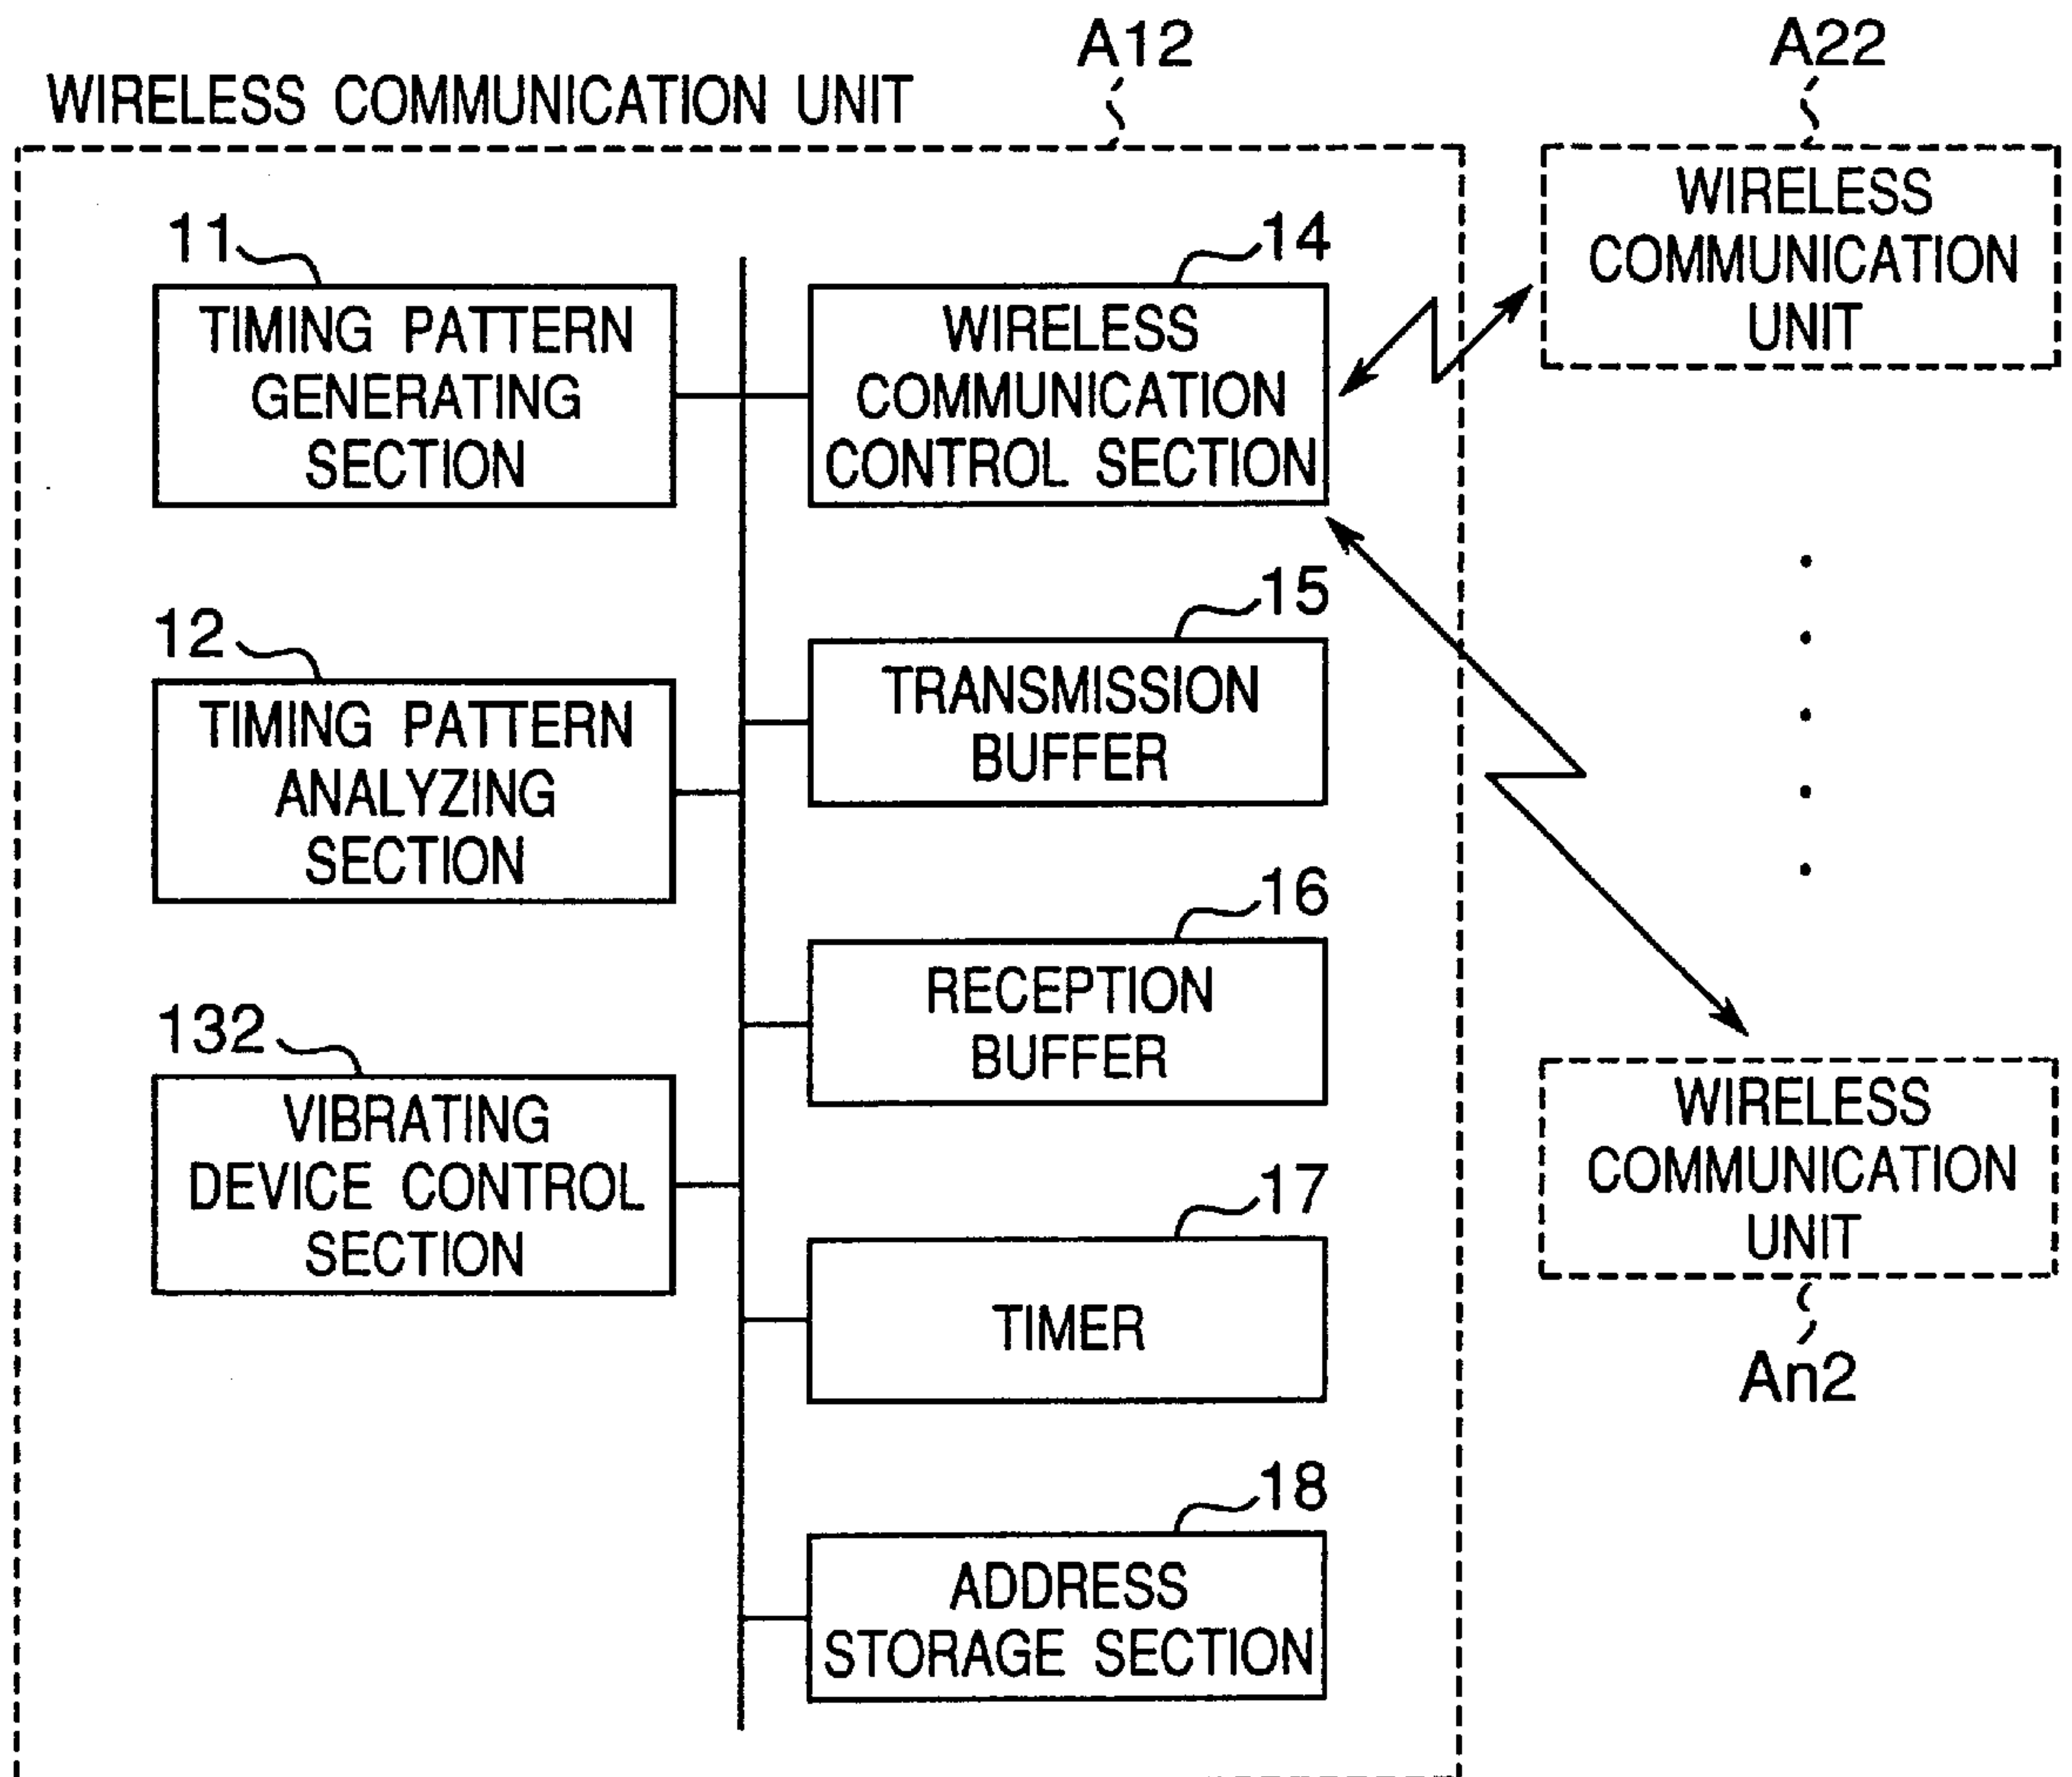 A12
A22
WIRELESS COMMUNICATION UNIT
WIRELESS
COMMUNICATION
UNIT
11
TIMING PATTERN
GENERATING
SECTION
14
WIRELESS
COMMUNICATION
CONTROL SECTION
12
TIMING PATTERN
ANALYZING
SECTION
15
TRANSMISSION
BUFFER
16
RECEPTION
BUFFER
132
VIBRATING
DEVICE CONTROL
SECTION
17
TIMER
18
ADDRESS
STORAGE SECTION
WIRELESS
COMMUNICATION
UNIT
An2